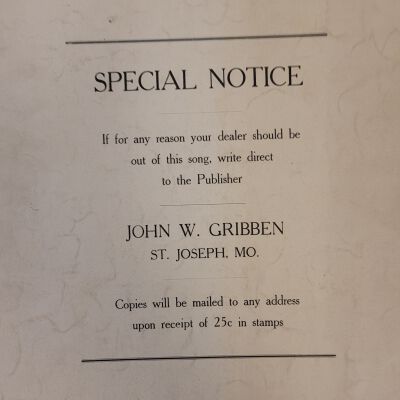 SPECIAL NOTICE
If for any reason your dealer should be
out of this song, write direct
to the Publisher
JOHN W. GRIBBEN
ST. JOSEPH, MO.
Copies will be mailed to any address
upon receipt of 25c in stamps